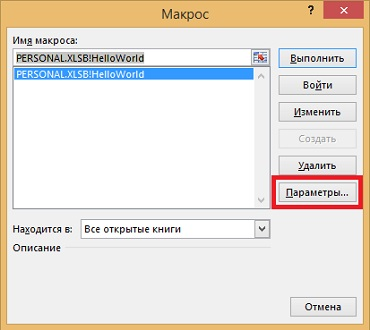 Макрос
?
Имя макроса:
PERSONAL.XLSB!HelloWorld
PERSONAL.XLSB!HelloWorld
Выполнить
Войти
Изменить
Создать
Удалить
Параметры...
Находится в:
Все открытые книги
Описание
Отмена